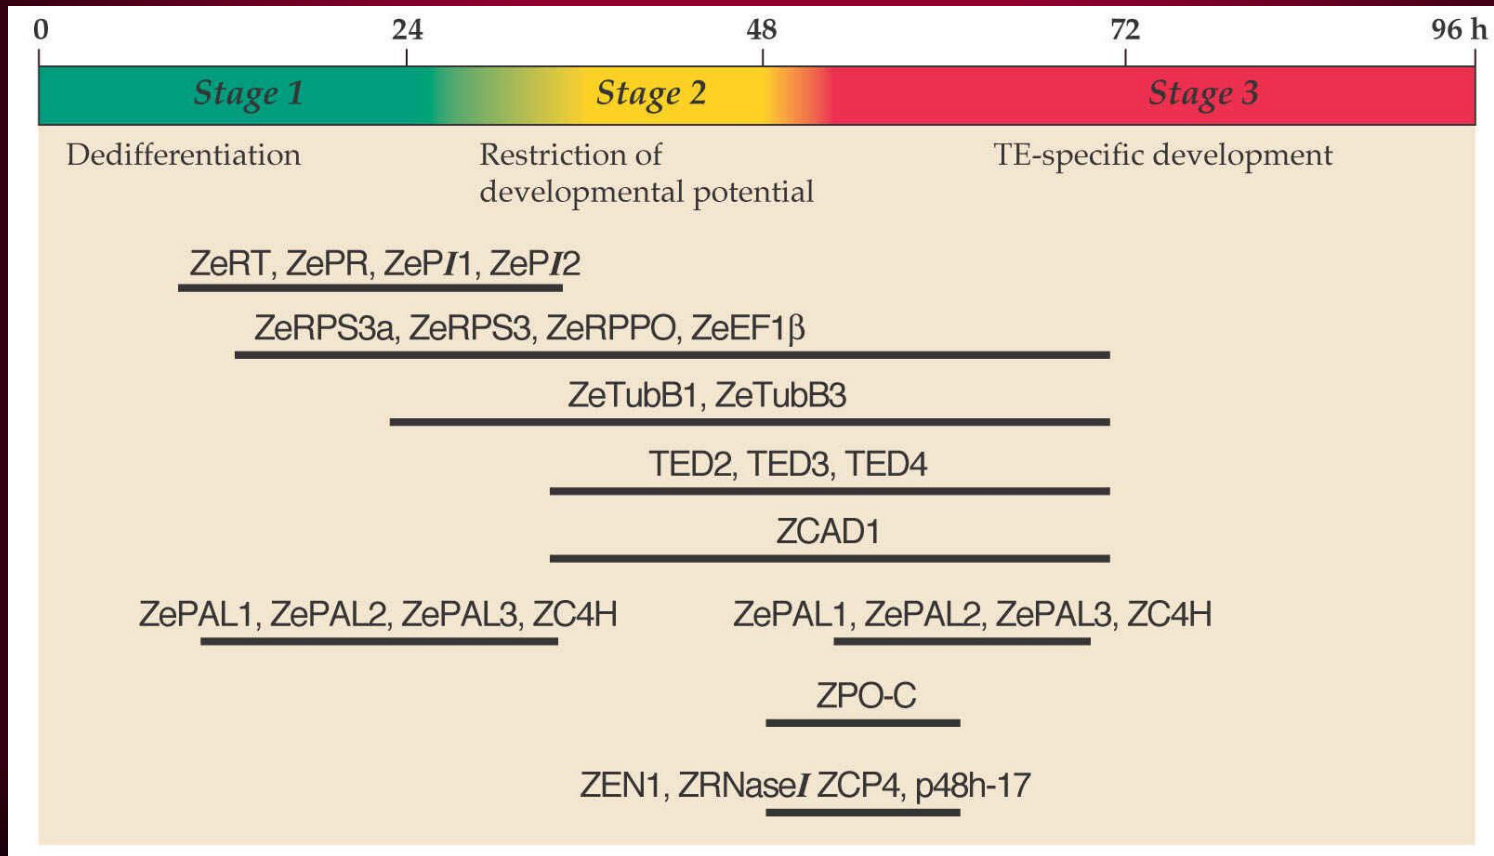 0 24 48 72 96 h
Stage 1 Stage 2 Stage 3
Dedifferentiation Restriction of TE-specific development
developmental potential
ZeRT, ZePR, ZePI1, ZePI2
ZeRPS3a, ZeRPS3, ZeRPPO, ZeEF1β
ZeTubB1, ZeTubB3
TED2, TED3, TED4
ZCAD1
ZePAL1, ZePAL2, ZePAL3, ZC4H ZePAL1, ZePAL2, ZePAL3, ZC4H
ZPO-C
ZEN1, ZRNaseI ZCP4, p48h-17